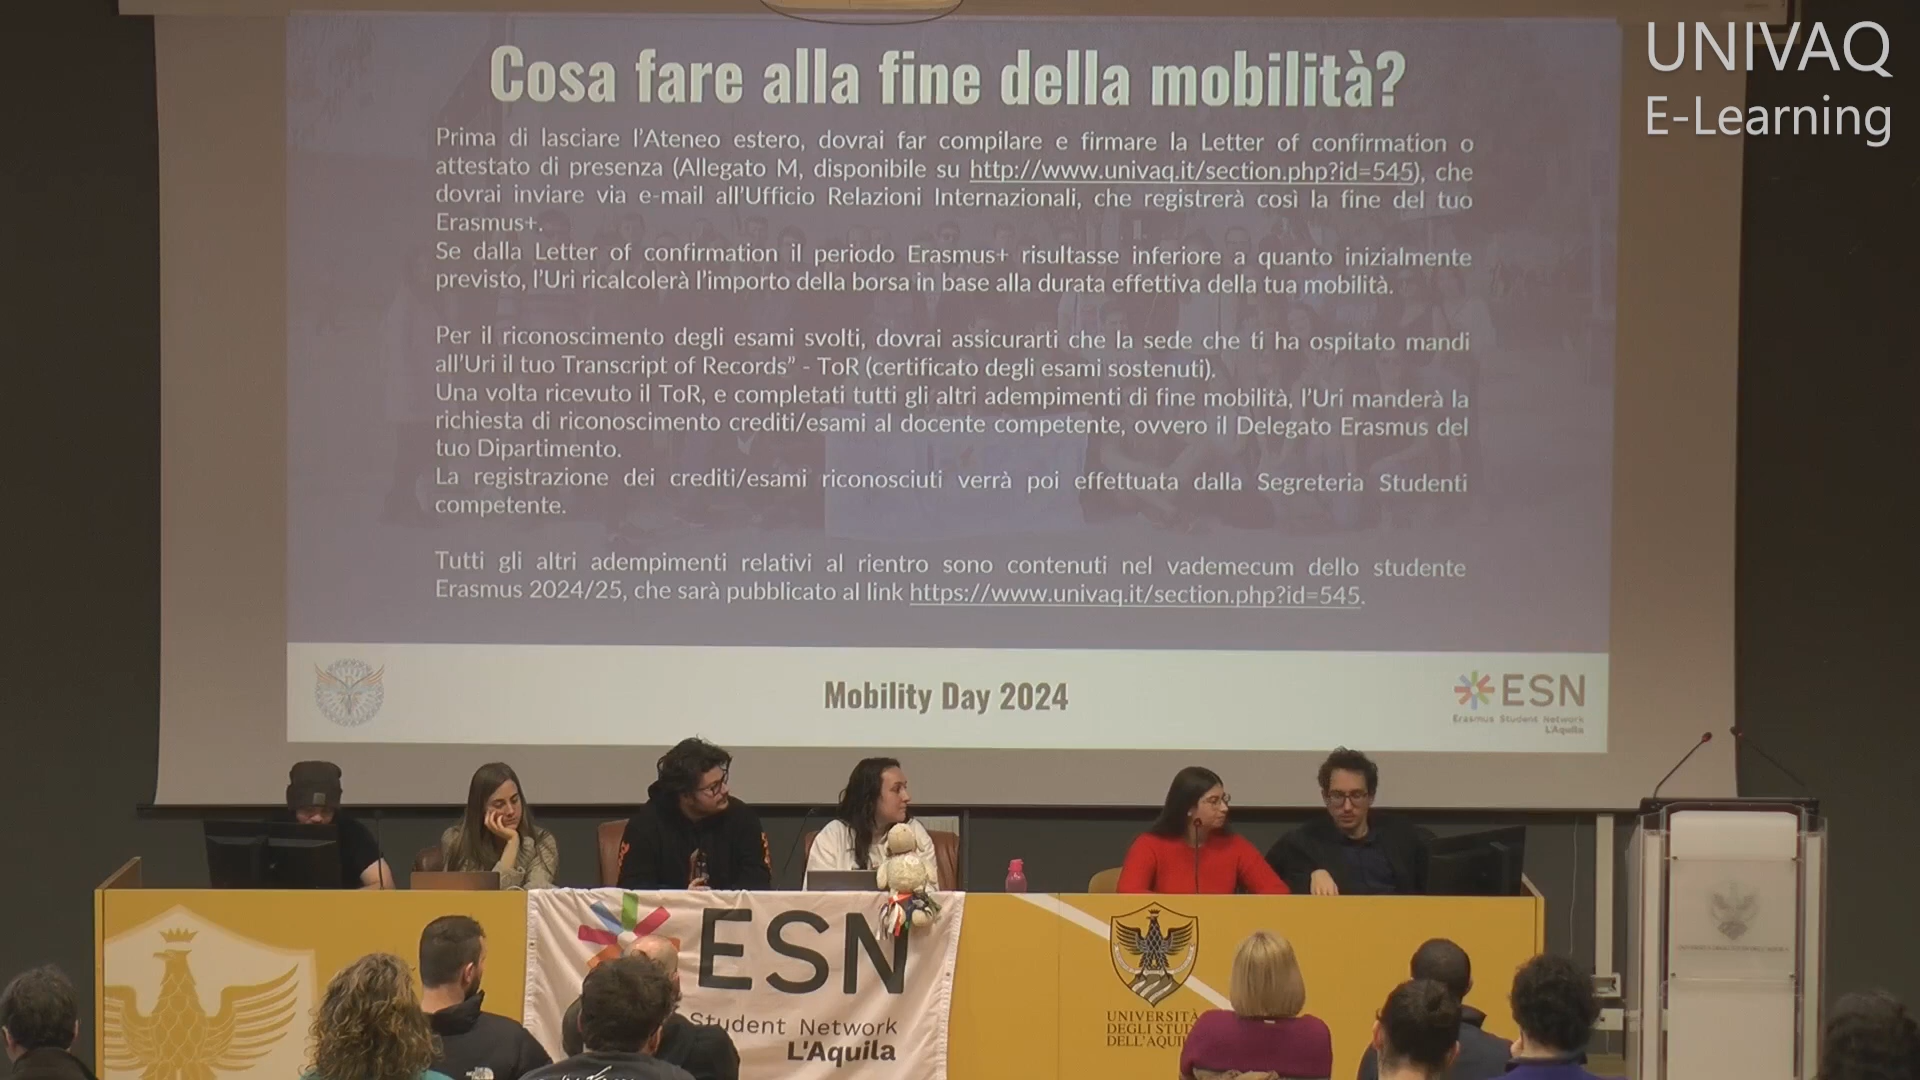 UNIVAQ
E-Learning
Cosa fare alla fine della mobilità?
Prima di lasciare l'Ateneo estero, dovrai far compilare e firmare la Letter of confirmation o
attestato di presenza (Allegato M, disponibile su http://www.univaq.it/section.php?id=545), che
dovrai inviare via e-mail all'Ufficio Relazioni Internazionali, che registrerà così la fine del tuo
Erasmus+.
Se dalla Letter of confirmation il periodo Erasmus+ risultasse inferiore a quanto inizialmente
previsto, l'Uri ricalcolerà l'importo della borsa in base alla durata effettiva della tua mobilità.
Per il riconoscimento degli esami svolti, dovrai assicurarti che la sede che ti ha ospitato mandi
all'Uri il tuo Transcript of Records” - ToR (certificato degli esami sostenuti).
Una volta ricevuto il ToR, e completati tutti gli altri adempimenti di fine mobilità, l'Uri manderà la
richiesta di riconoscimento crediti/esami al docente competente, ovvero il Delegato Erasmus del
tuo Dipartimento.
La registrazione dei crediti/esami riconosciuti verrà poi effettuata dalla Segreteria Studenti
competente.
Tutti gli altri adempimenti relativi al rientro sono contenuti nel vademecum dello studente
Erasmus 2024/25, che sarà pubblicato al link https://www.univaq.it/section.php?id=545.
Mobility Day 2024
ESN
Erasmus Student Network
L'Aquila
ESN
Student Network
L'Aquila
UNIVERSITÀ
DEGLI STUD
DELL'AQUI